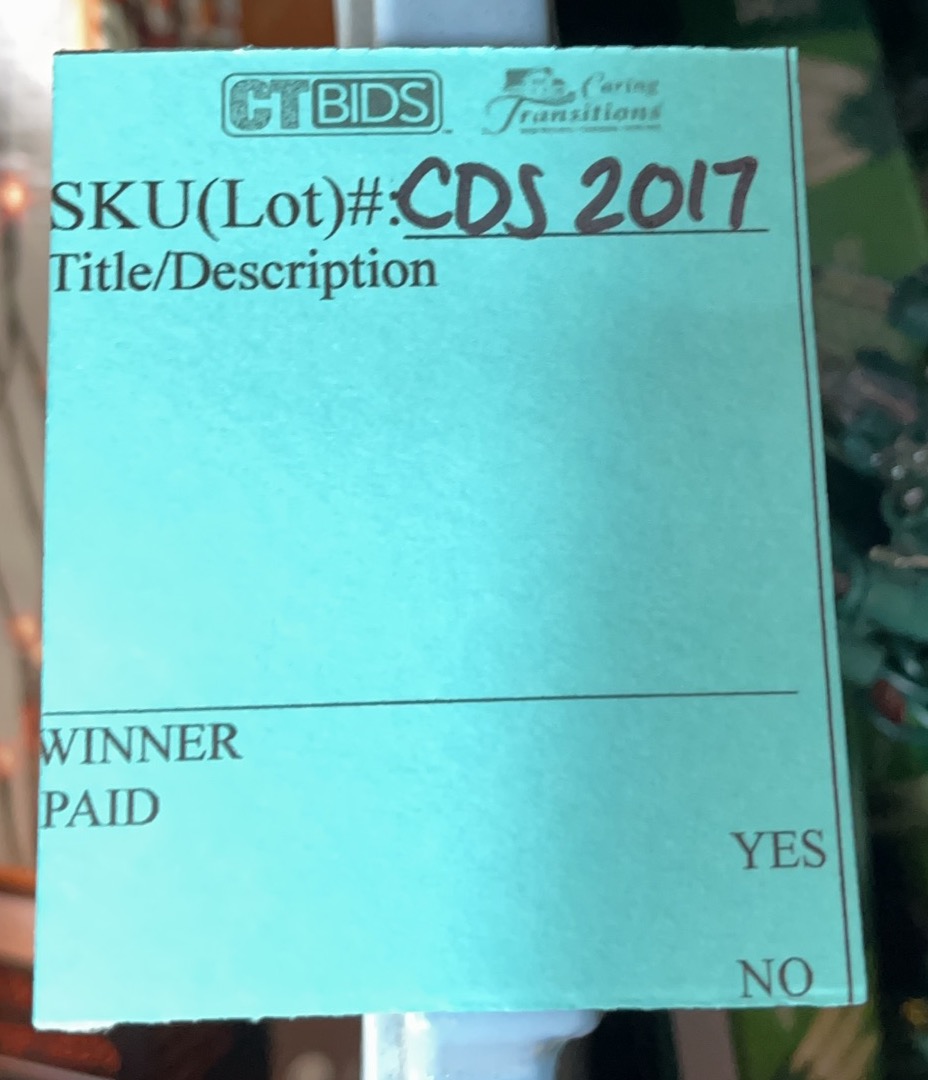 CTBIDS
Caring
Transitions
SKU(Lot)#:CDS 2017
Title/Description
WINNER
PAID
YES
NO